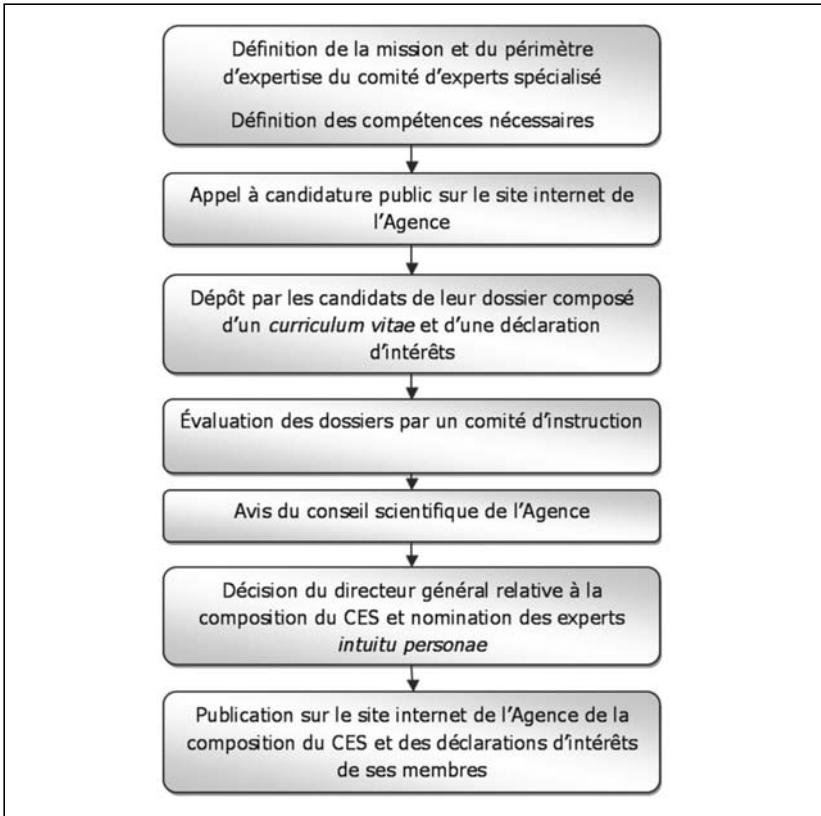 Définition de la mission et du périmètre
d’expertise du comité d’experts spécialisé
Définition des compétences nécessaires
Appel à candidature public sur le site internet de
l’Agence
Dépôt par les candidats de leur dossier composé
d’un curriculum vitae et d’une déclaration
d’intérêts
Évaluation des dossiers par un comité d’instruction
Avis du conseil scientifique de l’Agence
Décision du directeur général relative à la
composition du CES et nomination des experts
intuitu personae
Publication sur le site internet de l’Agence de la
composition du CES et des déclarations d’intérêts
de ses membres